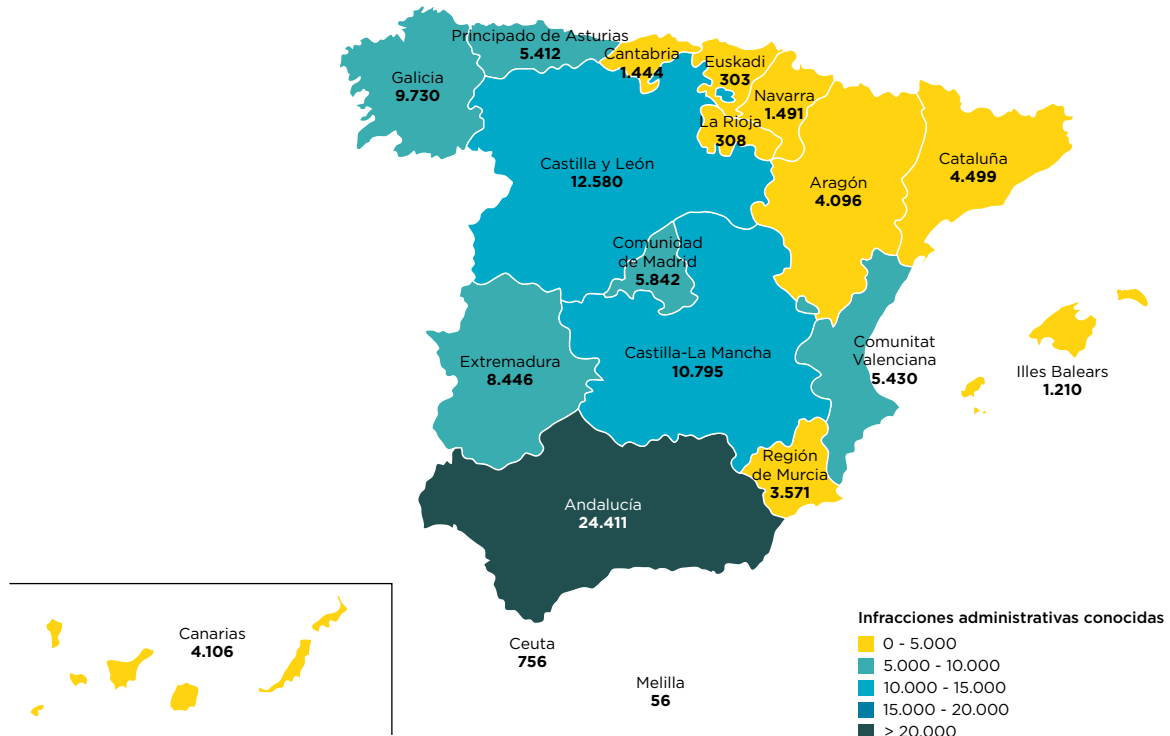 Principado de Asturias
5.412
Cantabria
1.444
Euskadi
303
Galicia
9.730
Navarra
1.491
La Rioja
308
Castilla y León
12.580
Aragón
4.096
Cataluña
4.499
Comunidad
de Madrid
5.842
Extremadura
8.446
Castilla-La Mancha
10.795
Comunitat
Valenciana
5.430
Illes Balears
1.210
Región
de Murcia
3.571
Andalucía
24.411
Canarias
4.106
Ceuta
756
Melilla
56
Infracciones administrativas conocidas
0 - 5.000
5.000 - 10.000
10.000 - 15.000
15.000 - 20.000
> 20.000